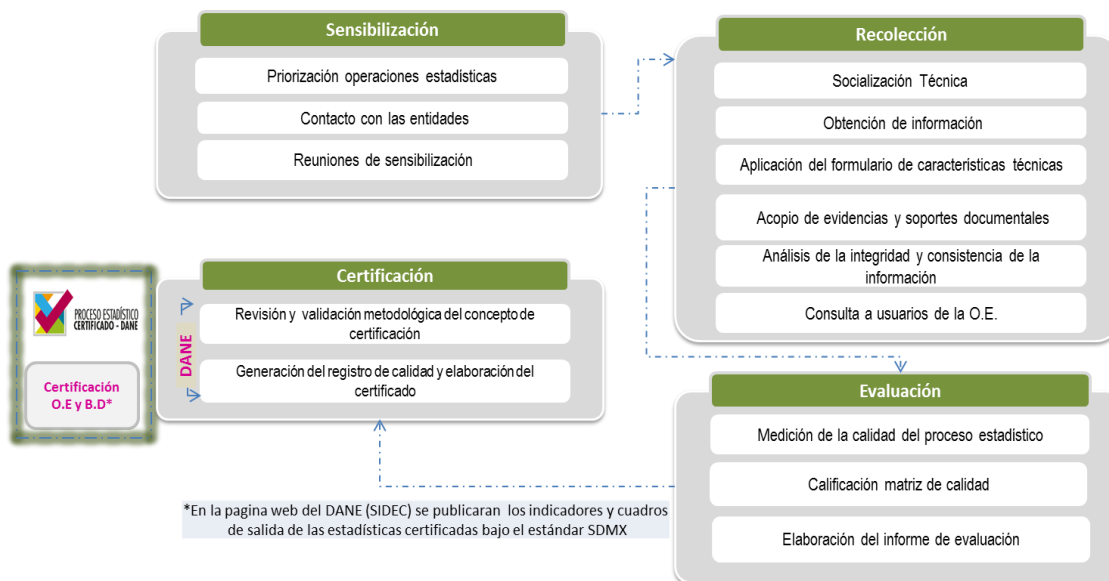 Sensibilización
Priorización operaciones estadísticas
Contacto con las entidades
Reuniones de sensibilización
Recolección
Socialización Técnica
Obtención de información
Aplicación del formulario de características técnicas
Acopio de evidencias y soportes documentales
Análisis de la integridad y consistencia de la
información
Consulta a usuarios de la O.E.
Evaluación
Medición de la calidad del proceso estadístico
Calificación matriz de calidad
Elaboración del informe de evaluación
Certificación
DANE
Revisión y validación metodológica del concepto de
certificación
Generación del registro de calidad y elaboración del
certificado
PROCESO ESTADÍSTICO
CERTIFICADO - DANE
Certificación
O.E y B.D*
*En la pagina web del DANE (SIDEC) se publicaran los indicadores y cuadros
de salida de las estadísticas certificadas bajo el estándar SDMX